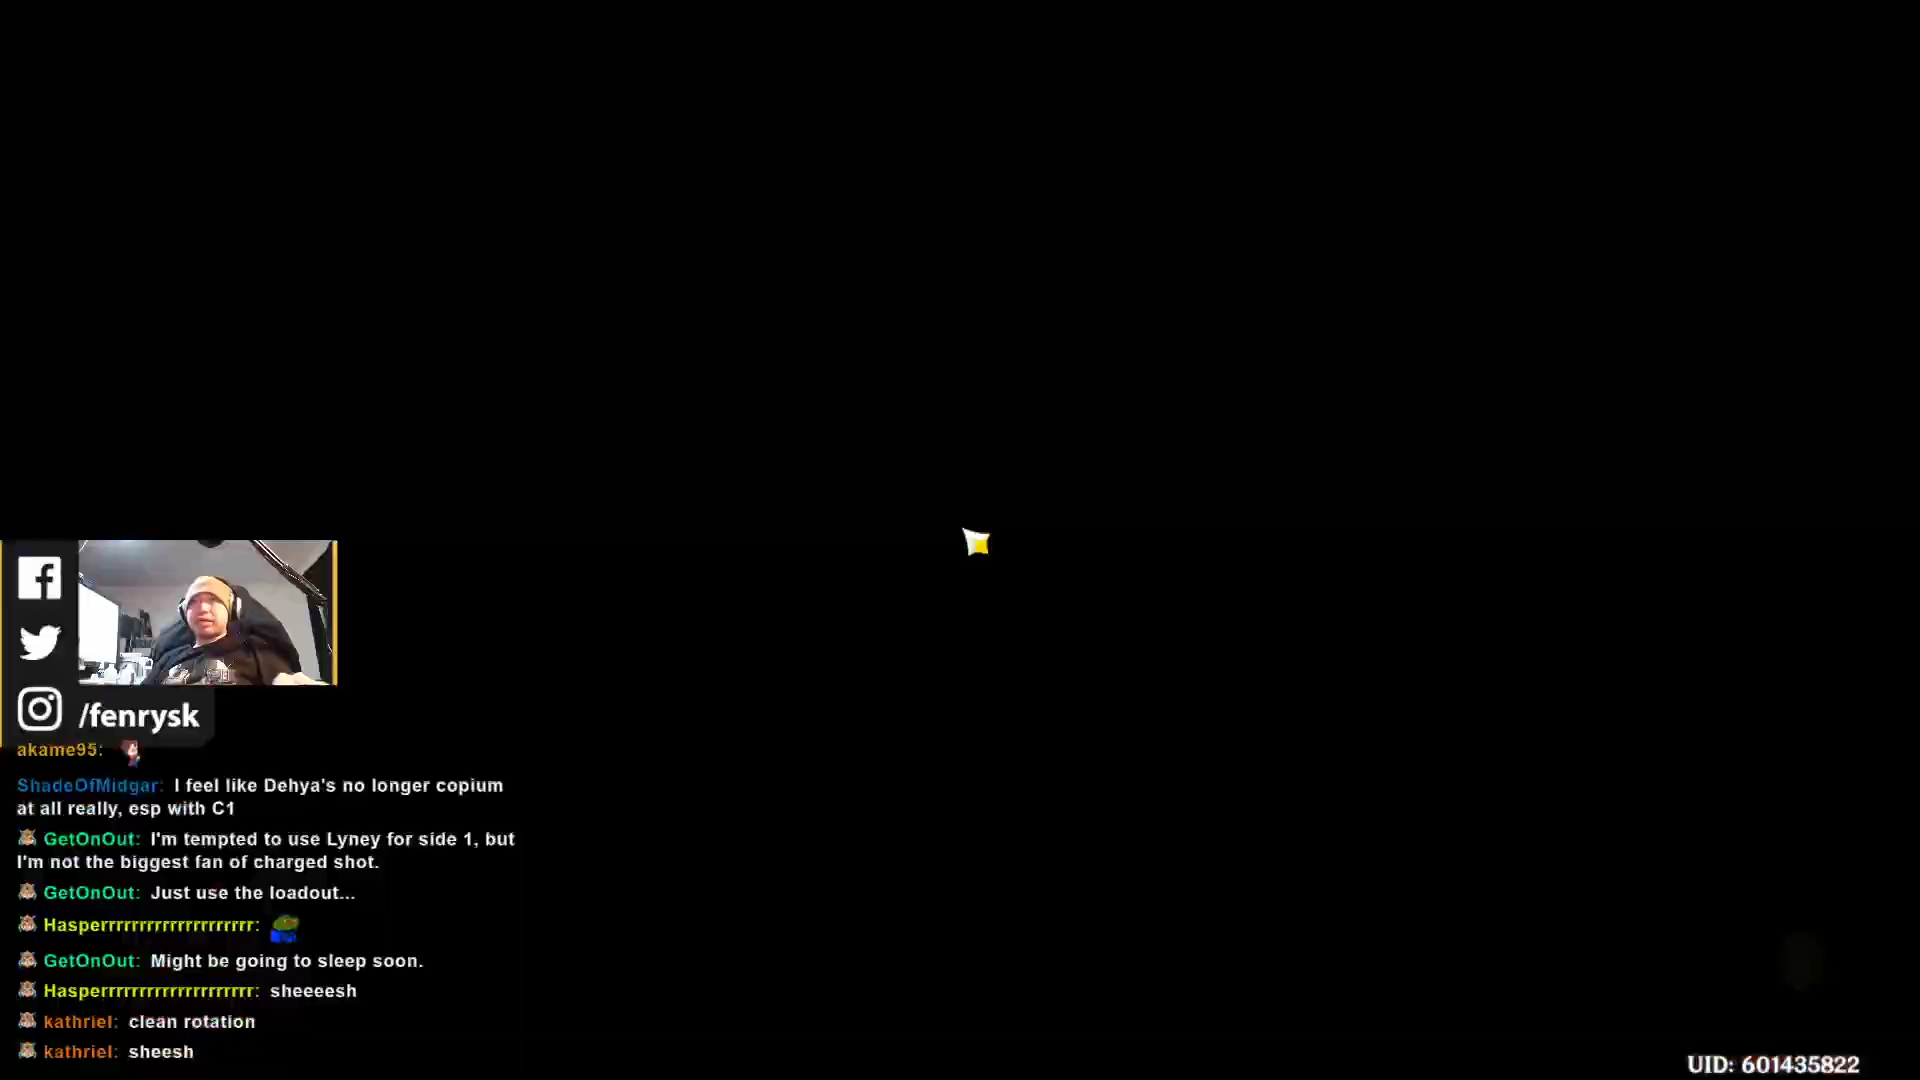 /fenrysk
akame95:
ShadeOfMidgar: I feel like Dehya's no longer copium
at all really, esp with C1
GetOnOut: I'm tempted to use Lyney for side 1, but
I'm not the biggest fan of charged shot.
GetOnOut: Just use the loadout...
Hasperrrrrrrrrrrrrrrrrrrr:
GetOnOut: Might be going to sleep soon.
Hasperrrrrrrrrrrrrrrrrrrr: sheeeesh
kathriel: clean rotation
kathriel: sheesh
UID: 601435822